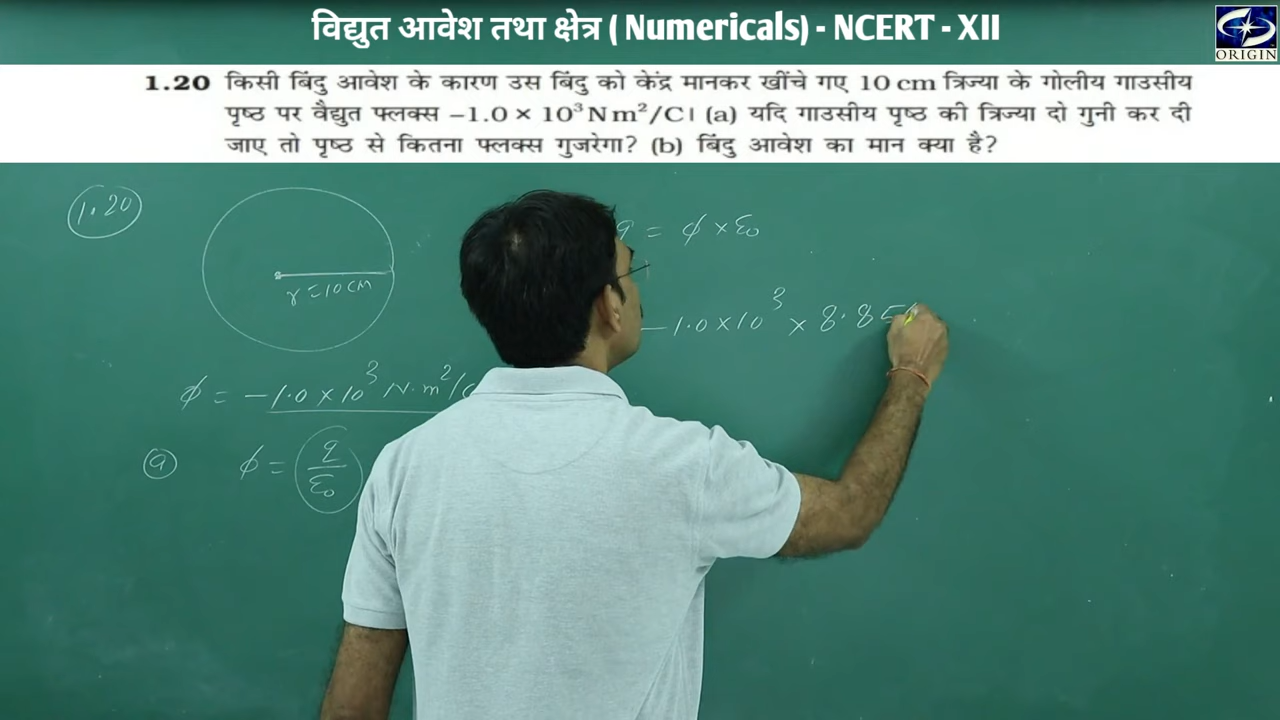 विद्युत आवेश तथा क्षेत्र ( Numericals) - NCERT - XII
ORIGIN
1.20 किसी बिंदु आवेश के कारण उस बिंदु को केंद्र मानकर खींचे गए 10 cm त्रिज्या के गोलीय गाउसीय
पृष्ठ पर वैद्युत फ्लक्स –1.0 × 10³ N m²/C। (a) यदि गाउसीय पृष्ठ की त्रिज्या दो गुनी कर दी
जाए तो पृष्ठ से कितना फ्लक्स गुजरेगा? (b) बिंदु आवेश का मान क्या है?
1.20
r = 10 cm
ϕ = -1.0 × 10³ N·m²/C
(a) ϕ = q/ε₀
q = ϕ × ε₀
-1.0 × 10³ × 8.85